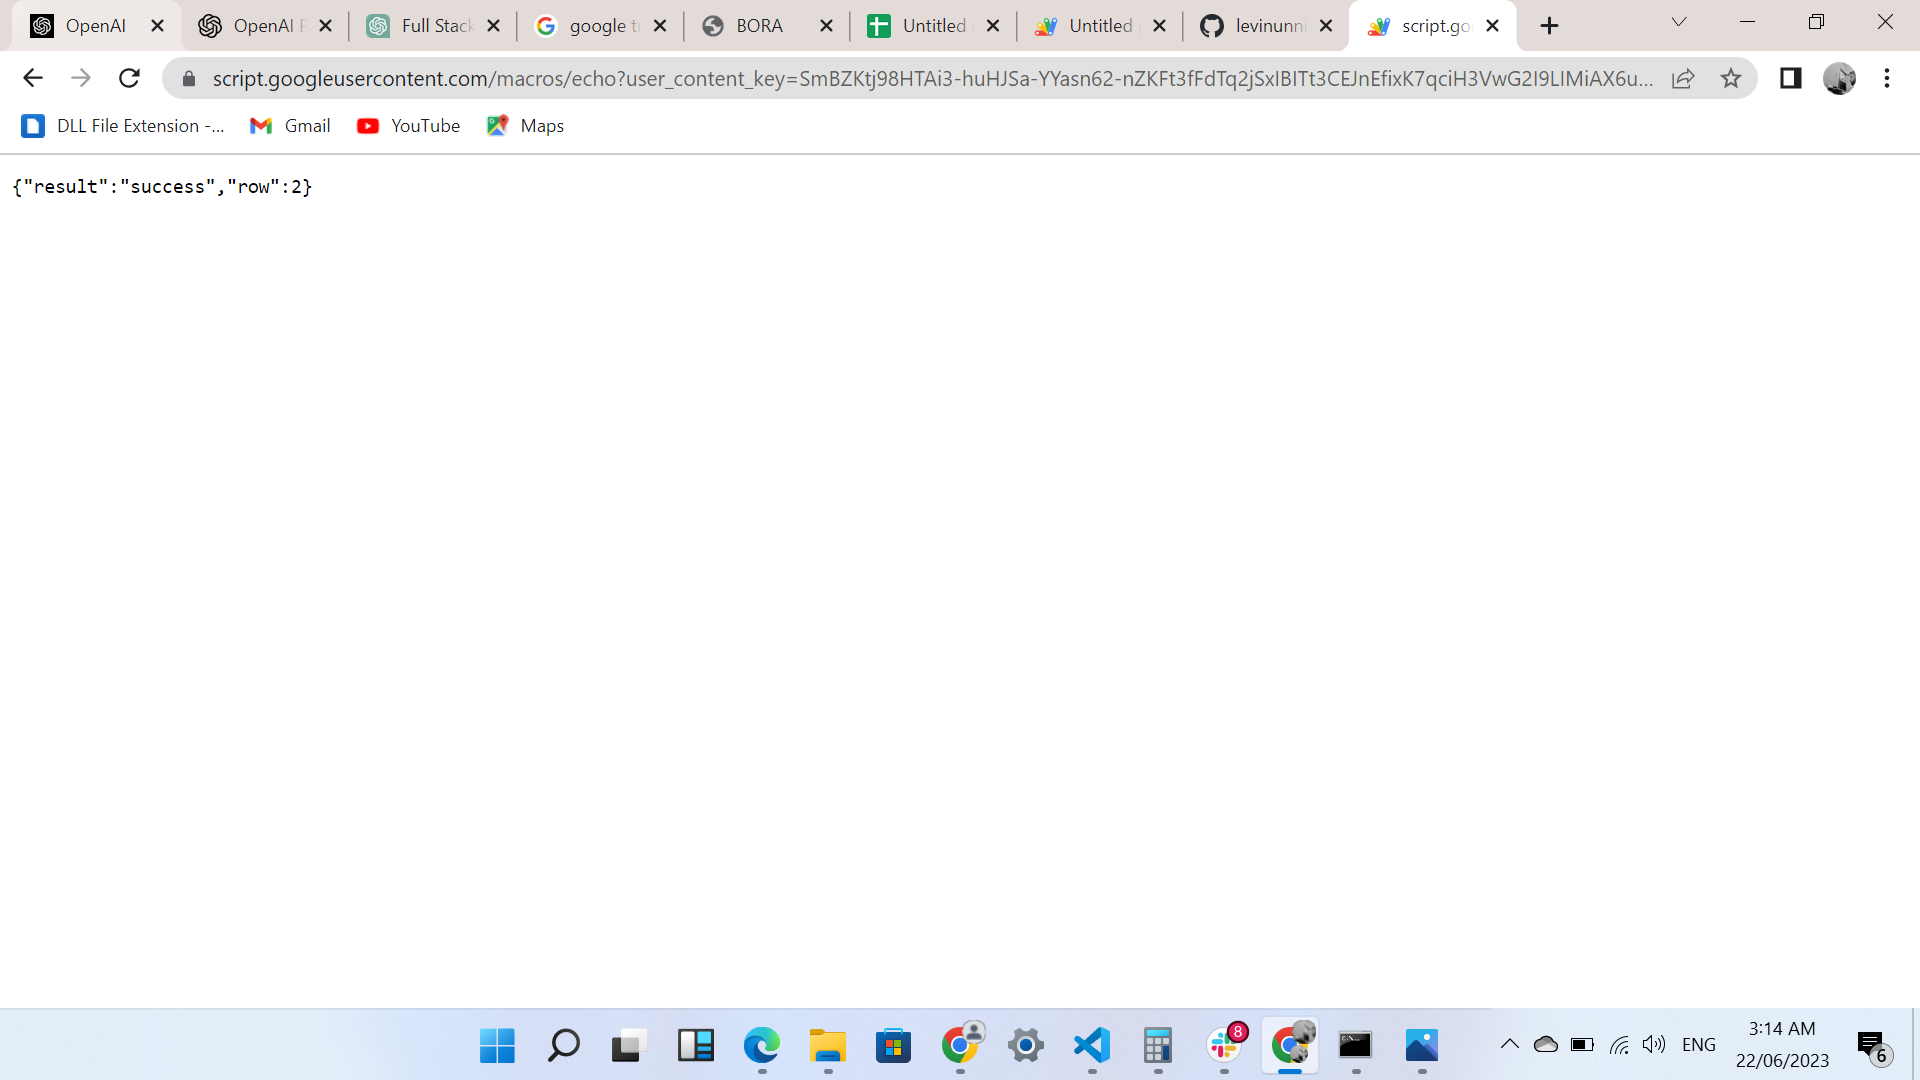 OpenAI
OpenAI
Full Stack
google t
BORA
Untitled
Untitled
levinunni
script.go
script.googleusercontent.com/macros/echo?user_content_key=SmBZKtj98HTAi3-huHJSa-YYasn62-nZKFt3fFdTq2jSxIBITt3CEJnEfixK7qciH3VwG2I9LIMiAX6u...
DLL File Extension -...
Gmail
YouTube
Maps
{"result":"success","row":2}
8
ENG
3:14 AM
22/06/2023
6